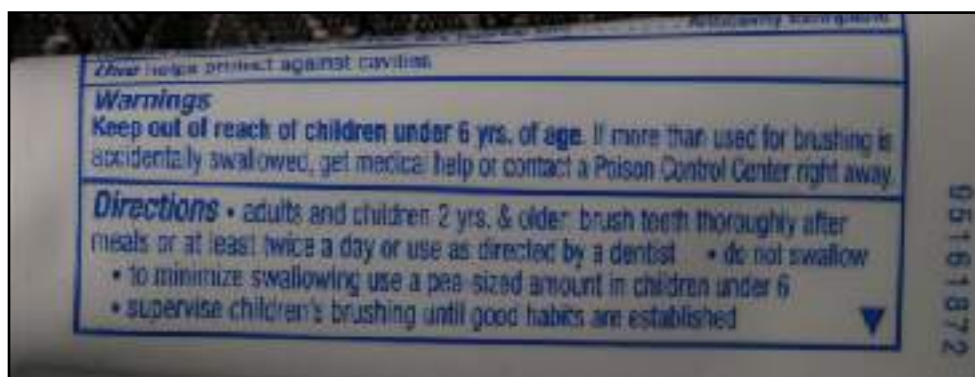 Anticavity toothpaste
Use helps protect against cavities
Warnings
Keep out of reach of children under 6 yrs. of age. If more than used for brushing is
accidentally swallowed, get medical help or contact a Poison Control Center right away.
Directions • adults and children 2 yrs. & older: brush teeth thoroughly after
meals or at least twice a day or use as directed by a dentist • do not swallow
• to minimize swallowing use a pea-sized amount in children under 6
• supervise children's brushing until good habits are established